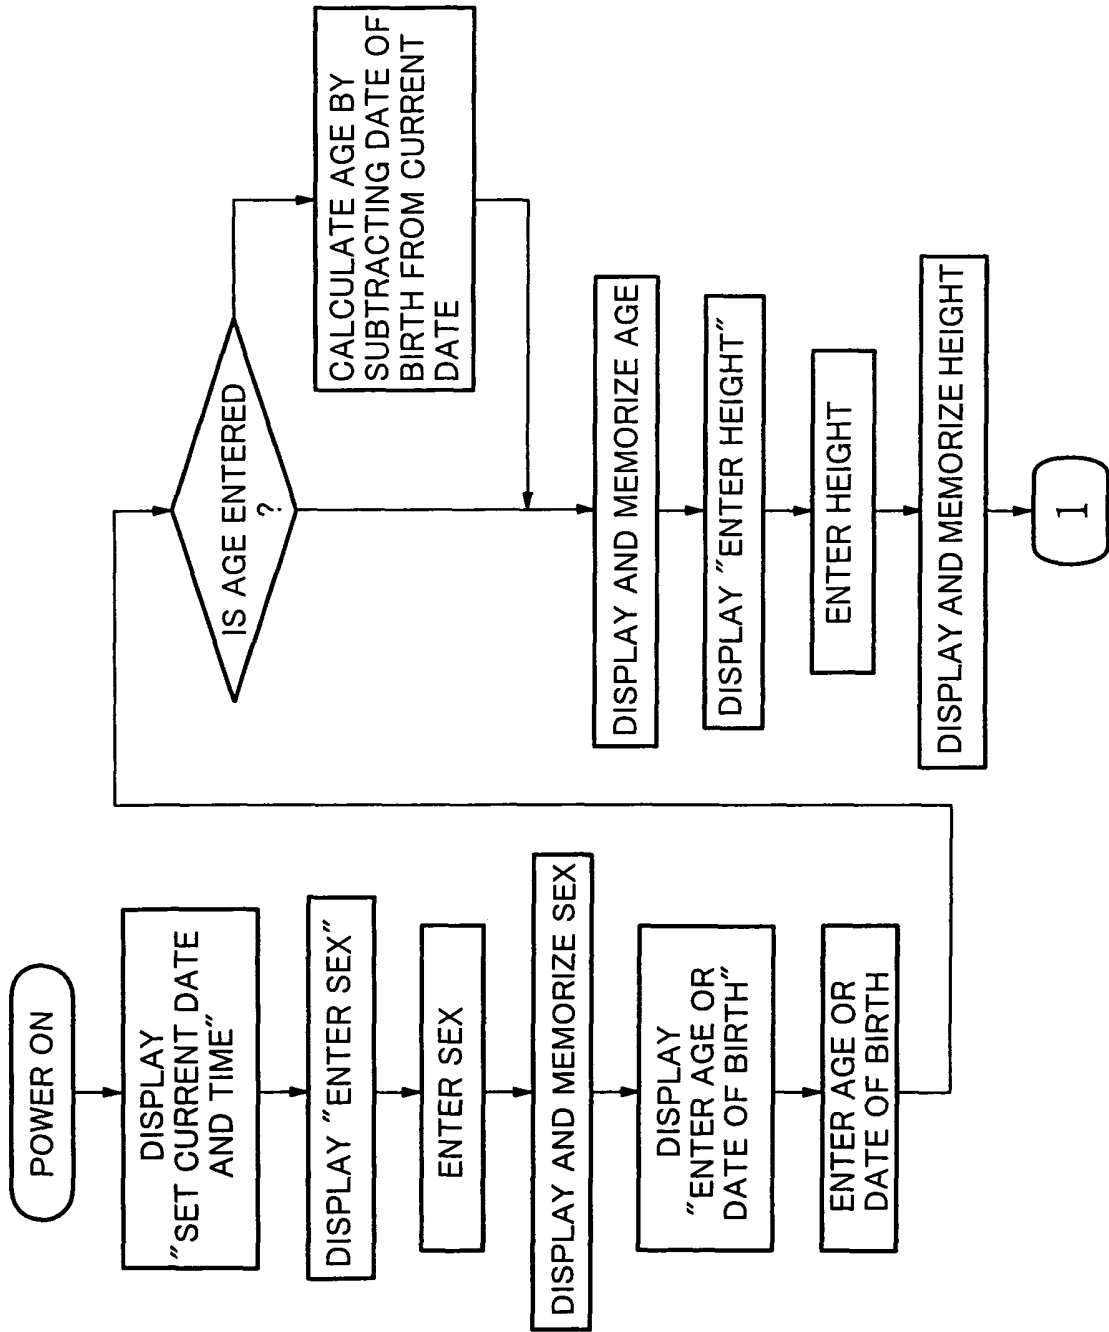 POWER ON
DISPLAY
"SET CURRENT DATE
AND TIME"
DISPLAY "ENTER SEX"
ENTER SEX
DISPLAY AND MEMORIZE SEX
DISPLAY
"ENTER AGE OR
DATE OF BIRTH"
ENTER AGE OR
DATE OF BIRTH
IS AGE ENTERED
?
CALCULATE AGE BY
SUBTRACTING DATE OF
BIRTH FROM CURRENT
DATE
DISPLAY AND MEMORIZE AGE
DISPLAY "ENTER HEIGHT"
ENTER HEIGHT
DISPLAY AND MEMORIZE HEIGHT
1